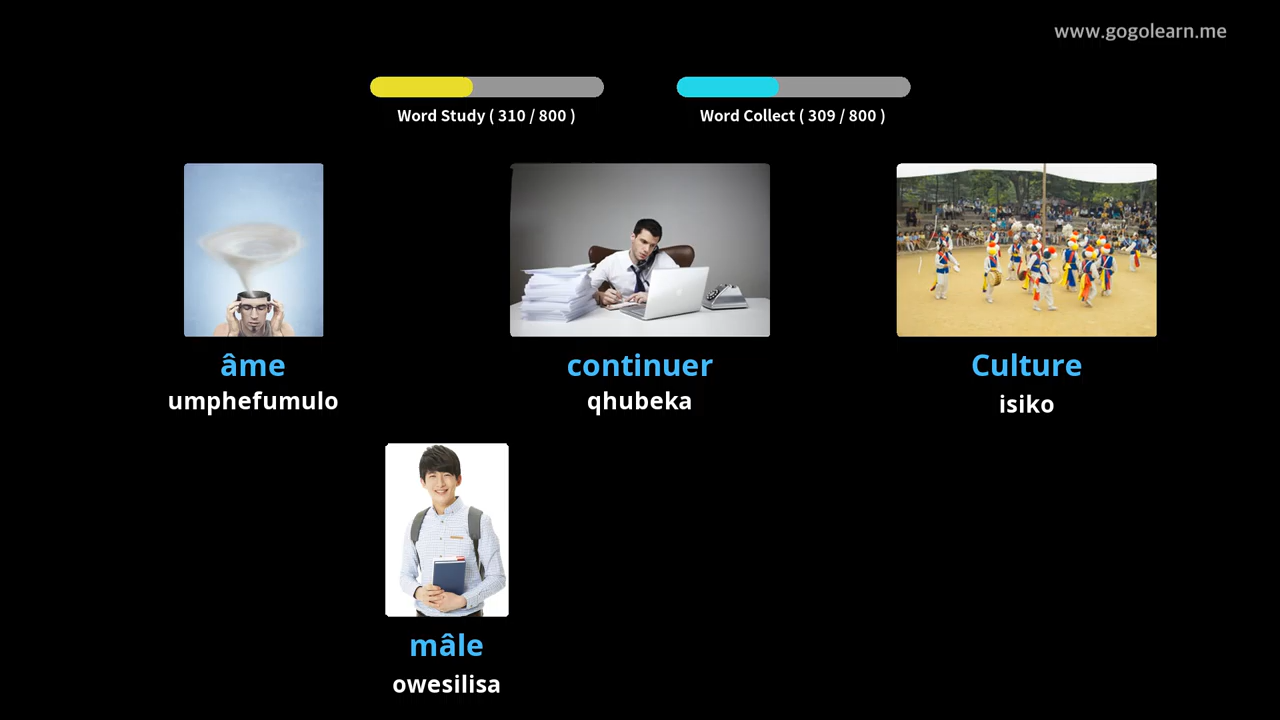 www.gogolearn.me
Word Study ( 310 / 800 )
Word Collect ( 309 / 800 )
âme
umphefumulo
continuer
qhubeka
Culture
isiko
mâle
owesilisa